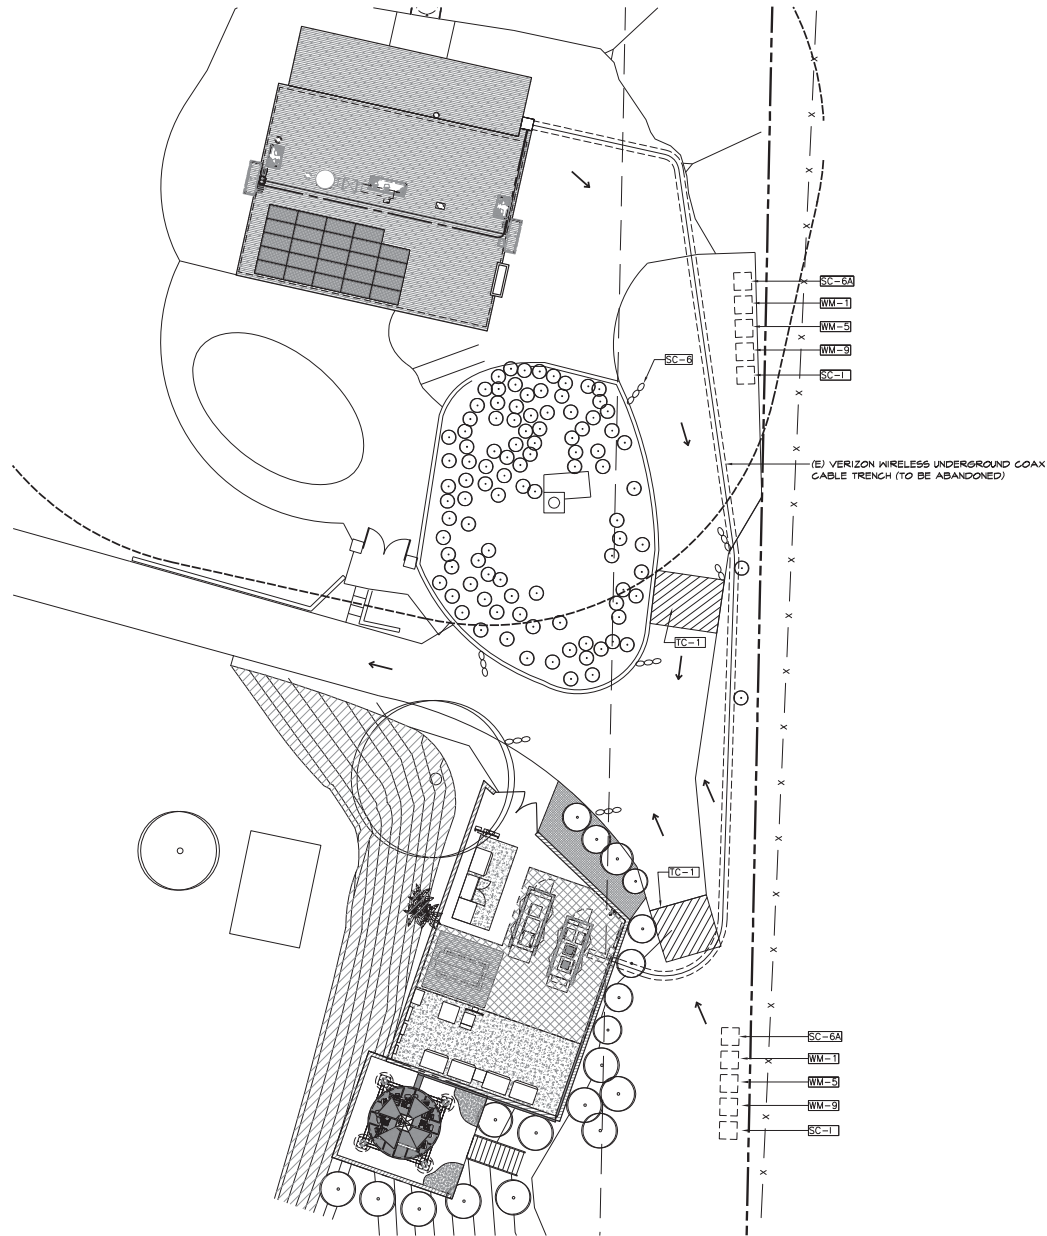 SC-6A
WM-1
WM-5
WM-9
SC-1
SC-6
(E) VERIZON WIRELESS UNDERGROUND COAX
CABLE TRENCH (TO BE ABANDONED)
TC-1
TC-1
SC-6A
WM-1
WM-5
WM-9
SC-1